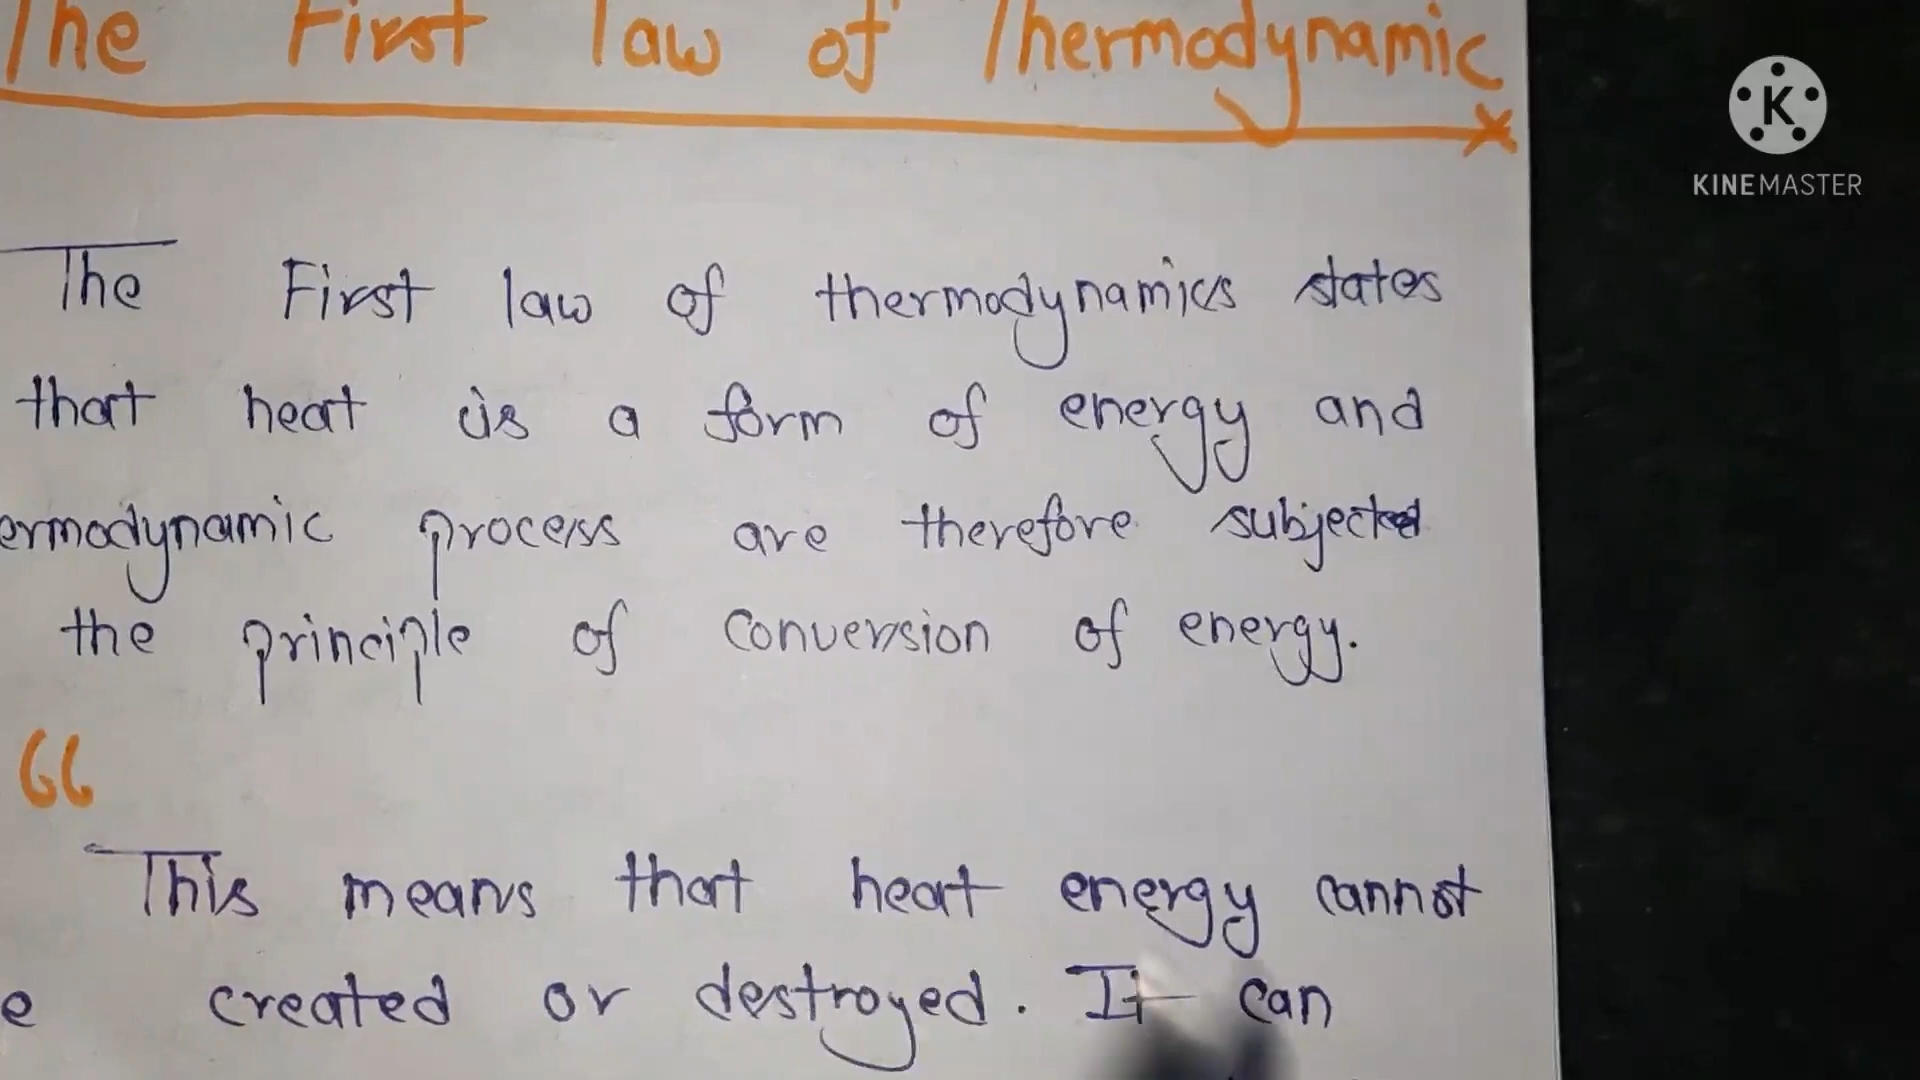 The First law of Thermodynamic
KINEMASTER
The First law of thermodynamics states
that heat is a form of energy and
ermodynamic process are therefore subjected
the principle of conversion of energy.
“
This means that heat energy cannot
e created or destroyed. It can